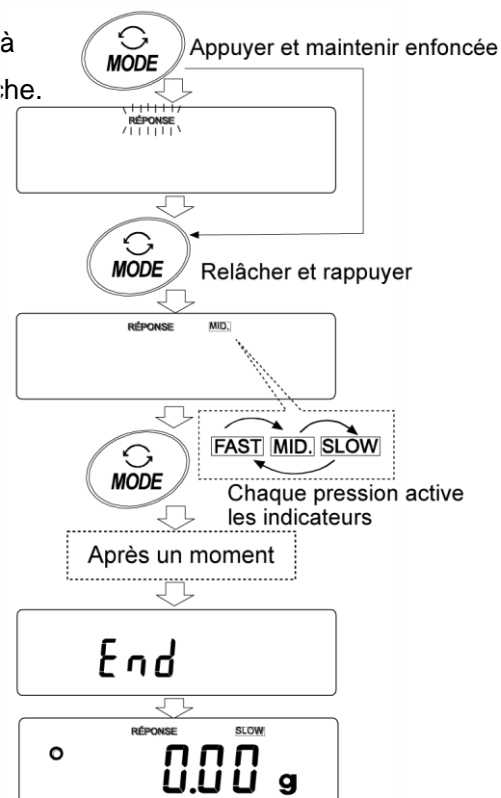 à
MODE
Appuyer et maintenir enfoncée
che.
RÉPONSE
MODE
Relâcher et rappuyer
RÉPONSE MID.
FAST MID. SLOW
MODE
Chaque pression active
les indicateurs
Après un moment
End
RÉPONSE SLOW
0.00 g